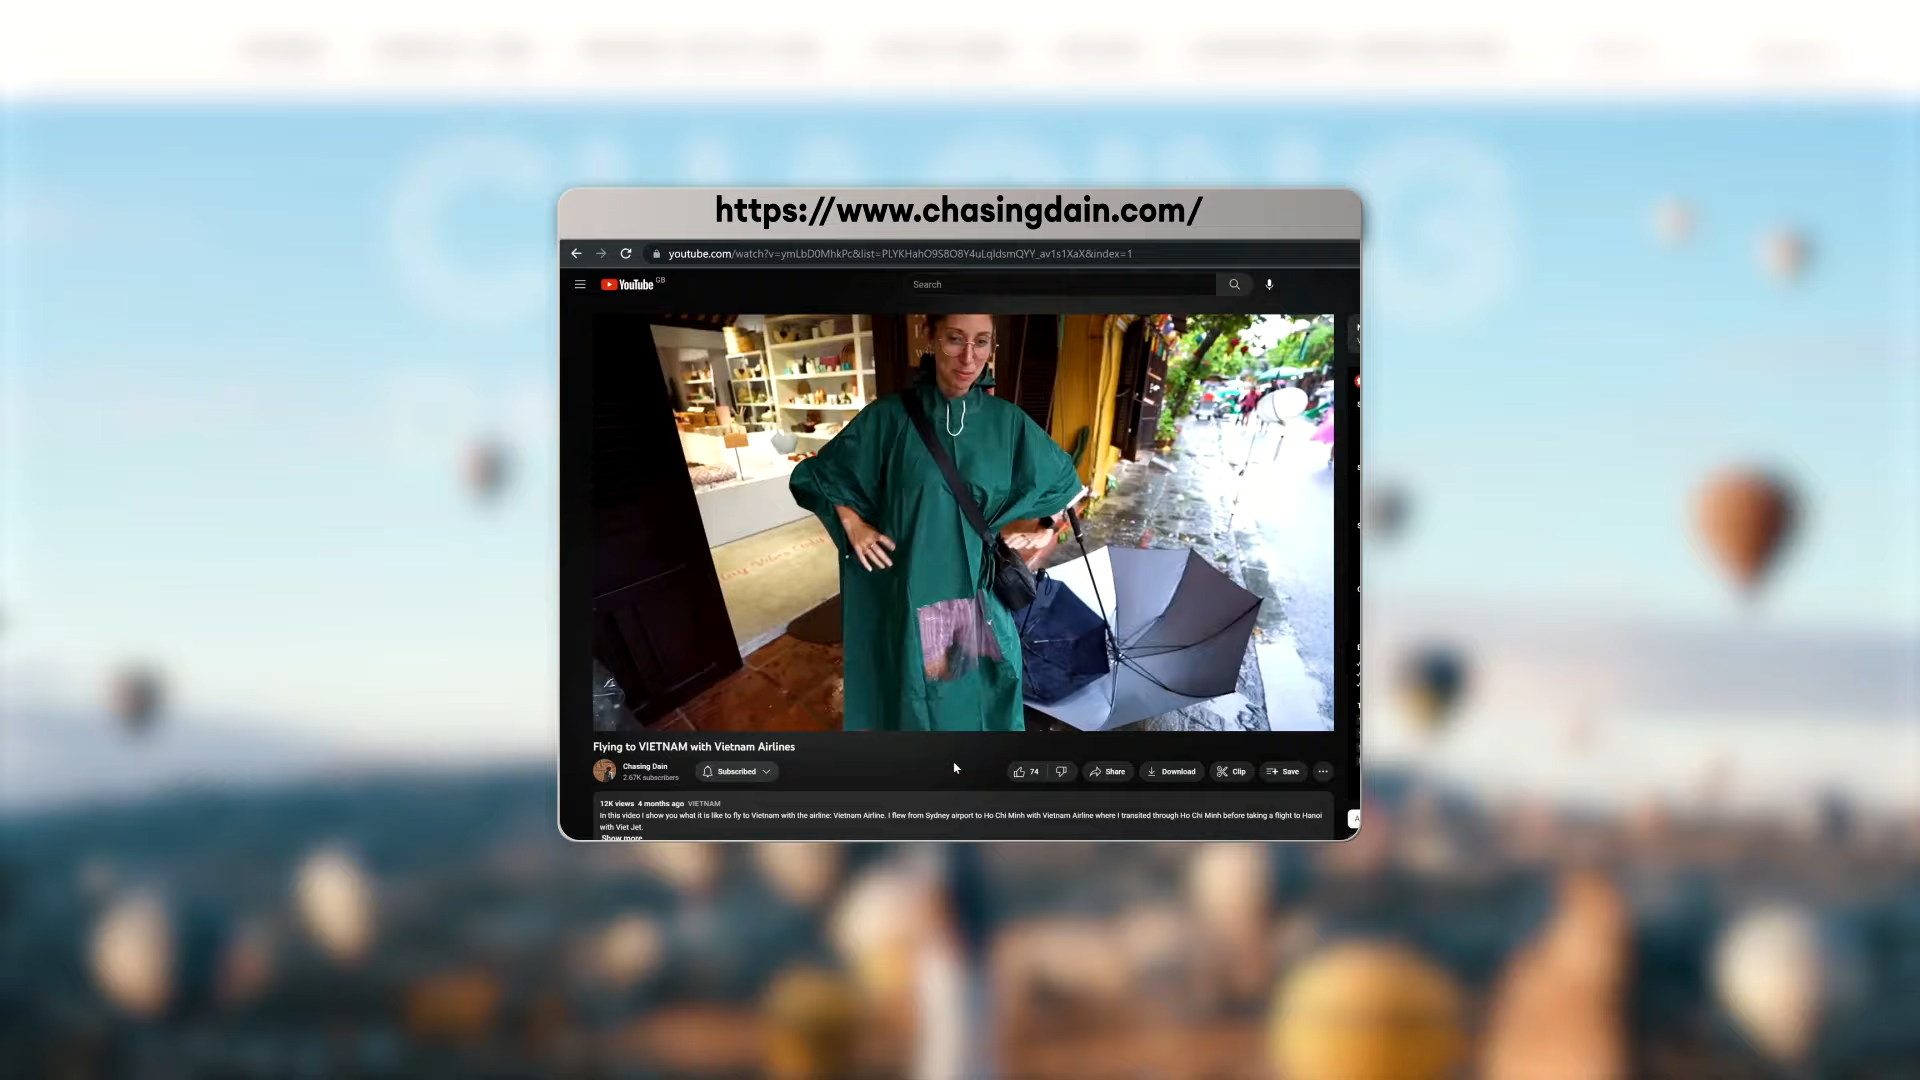 CHASING
https://www.chasingdain.com/
youtube.com/watch?v=ymLbD0MhkPc&list=PLYKHahO9S8O8Y4uLqldsmQYY_av1s1XaX&index=1
YouTube GB
Search
Flying to VIETNAM with Vietnam Airlines
Chasing Dain
2.67K subscribers
Subscribed
74
Share
Download
Clip
Save
12K views 4 months ago VIETNAM
In this video I show you what it is like to fly to Vietnam with the airline: Vietnam Airline. I flew from Sydney airport to Ho Chi Minh with Vietnam Airline where I transited through Ho Chi Minh before taking a flight to Hanoi
with Viet Jet.
Show more